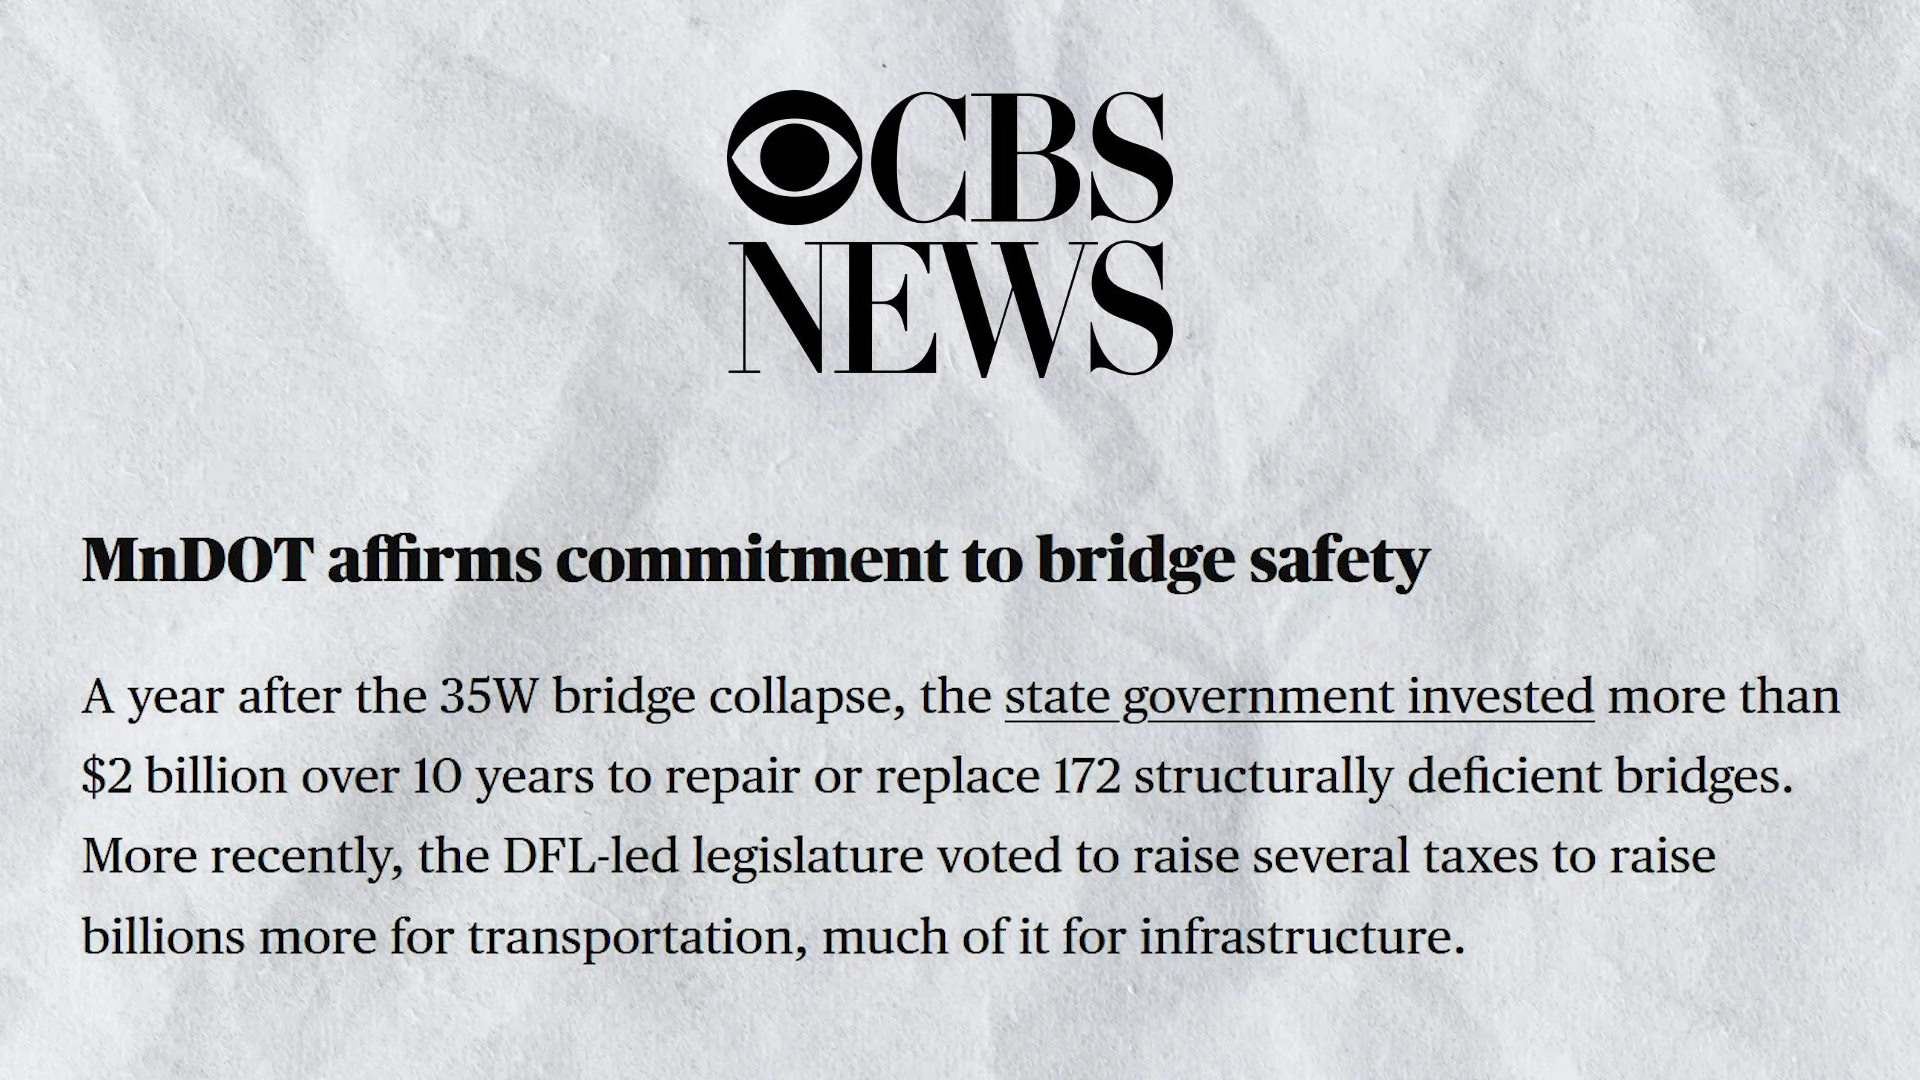 CBS
NEWS
MnDOT affirms commitment to bridge safety
A year after the 35W bridge collapse, the state government invested more than
$2 billion over 10 years to repair or replace 172 structurally deficient bridges.
More recently, the DFL-led legislature voted to raise several taxes to raise
billions more for transportation, much of it for infrastructure.